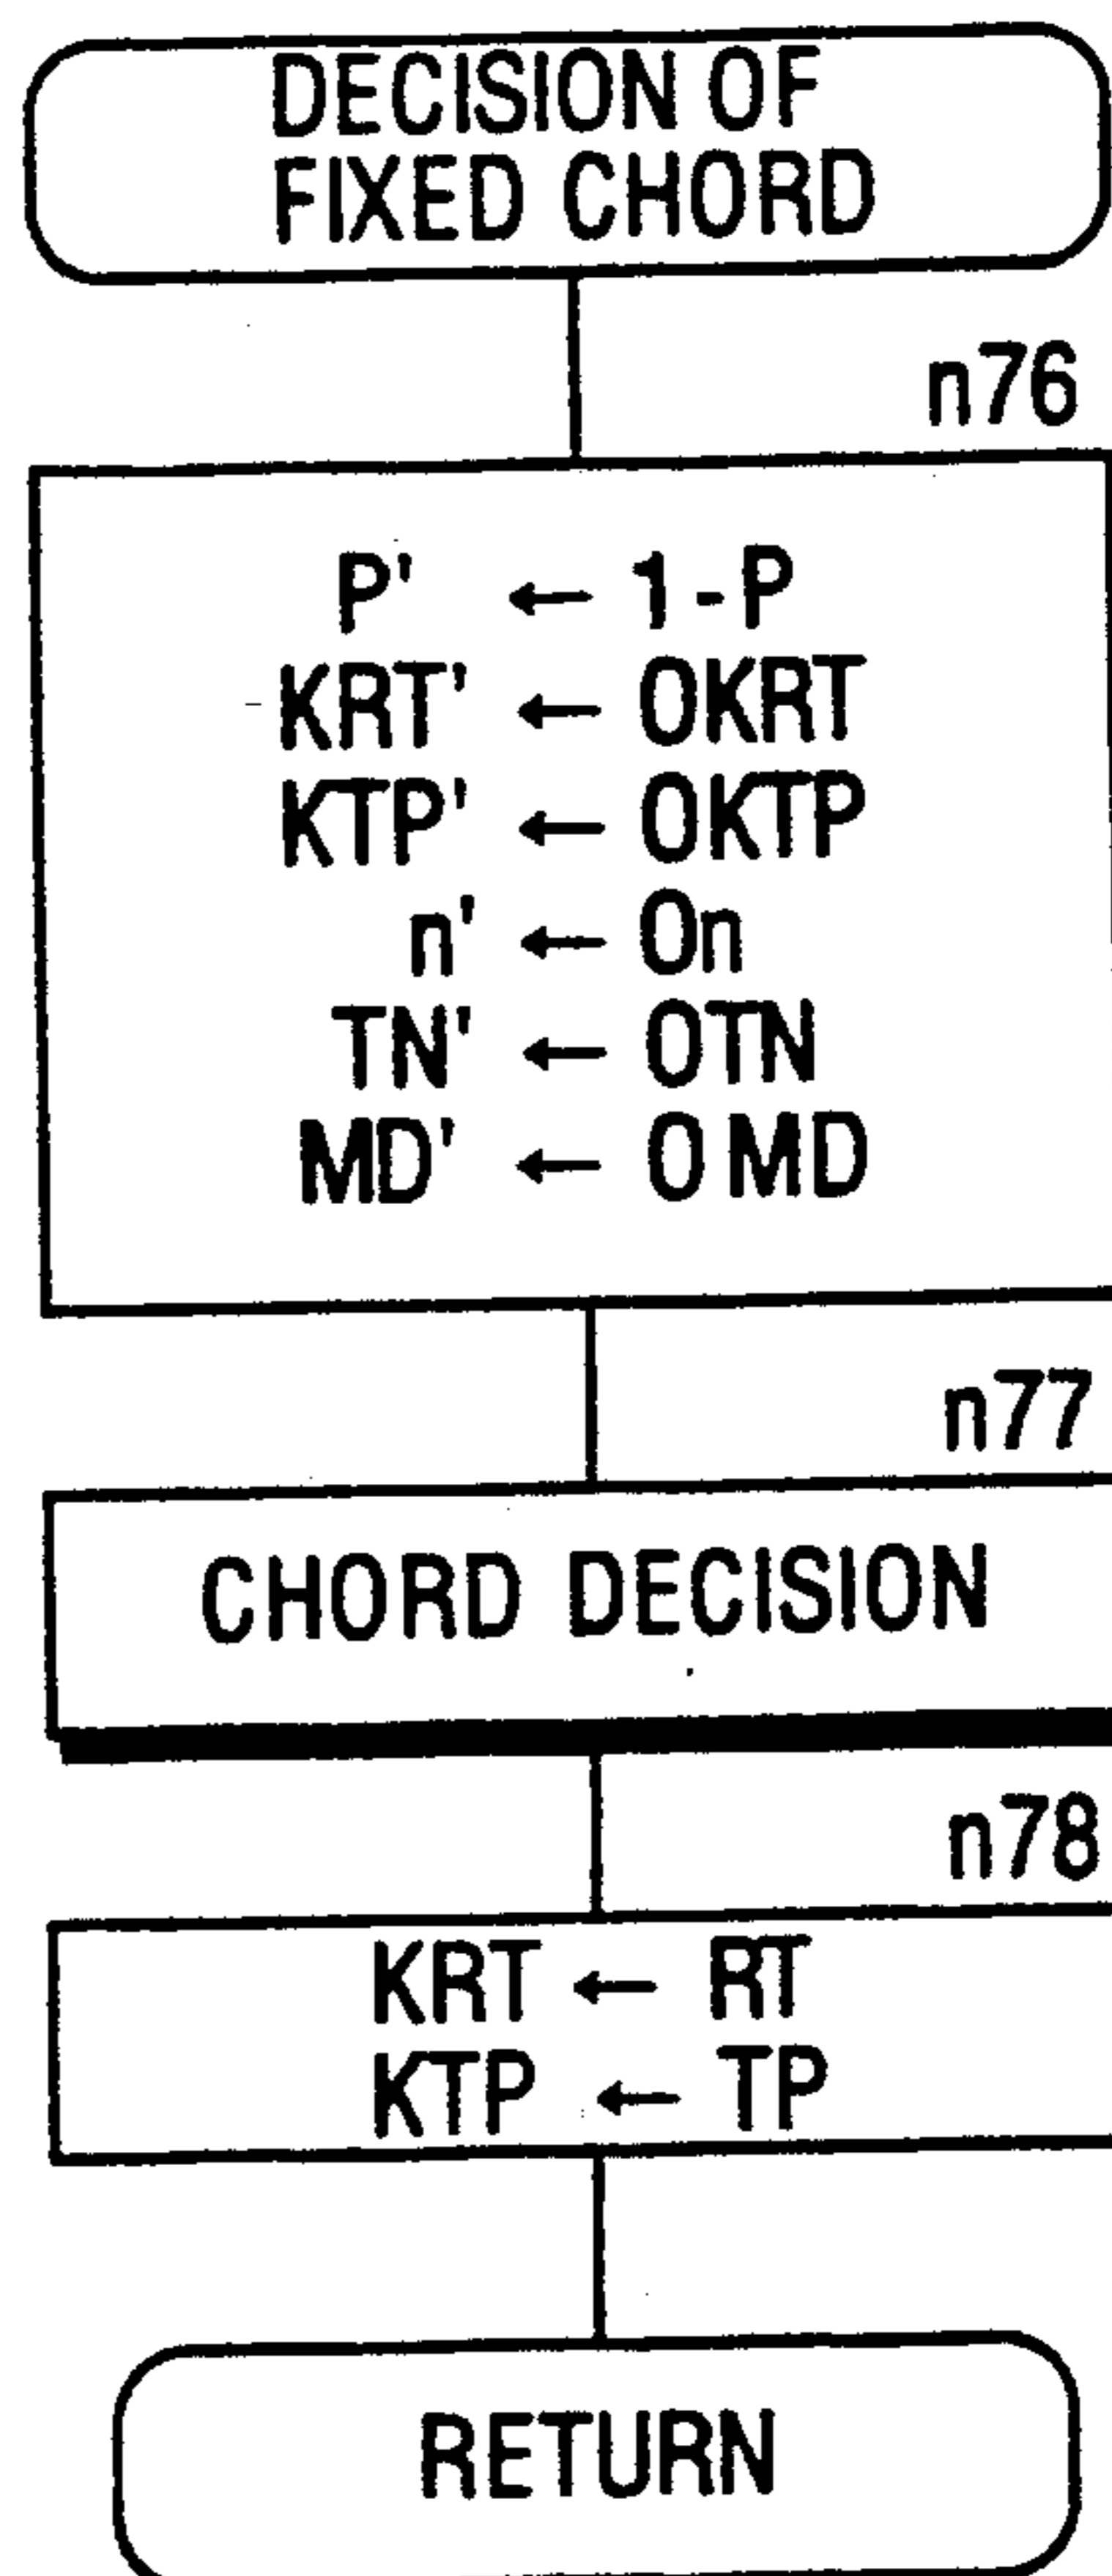 DECISION OF
FIXED CHORD
n76
P' ← 1-P
KRT' ← OKRT
KTP' ← OKTP
n' ← On
TN' ← OTN
MD' ← OMD
n77
CHORD DECISION
n78
KRT ← RT
KTP ← TP
RETURN